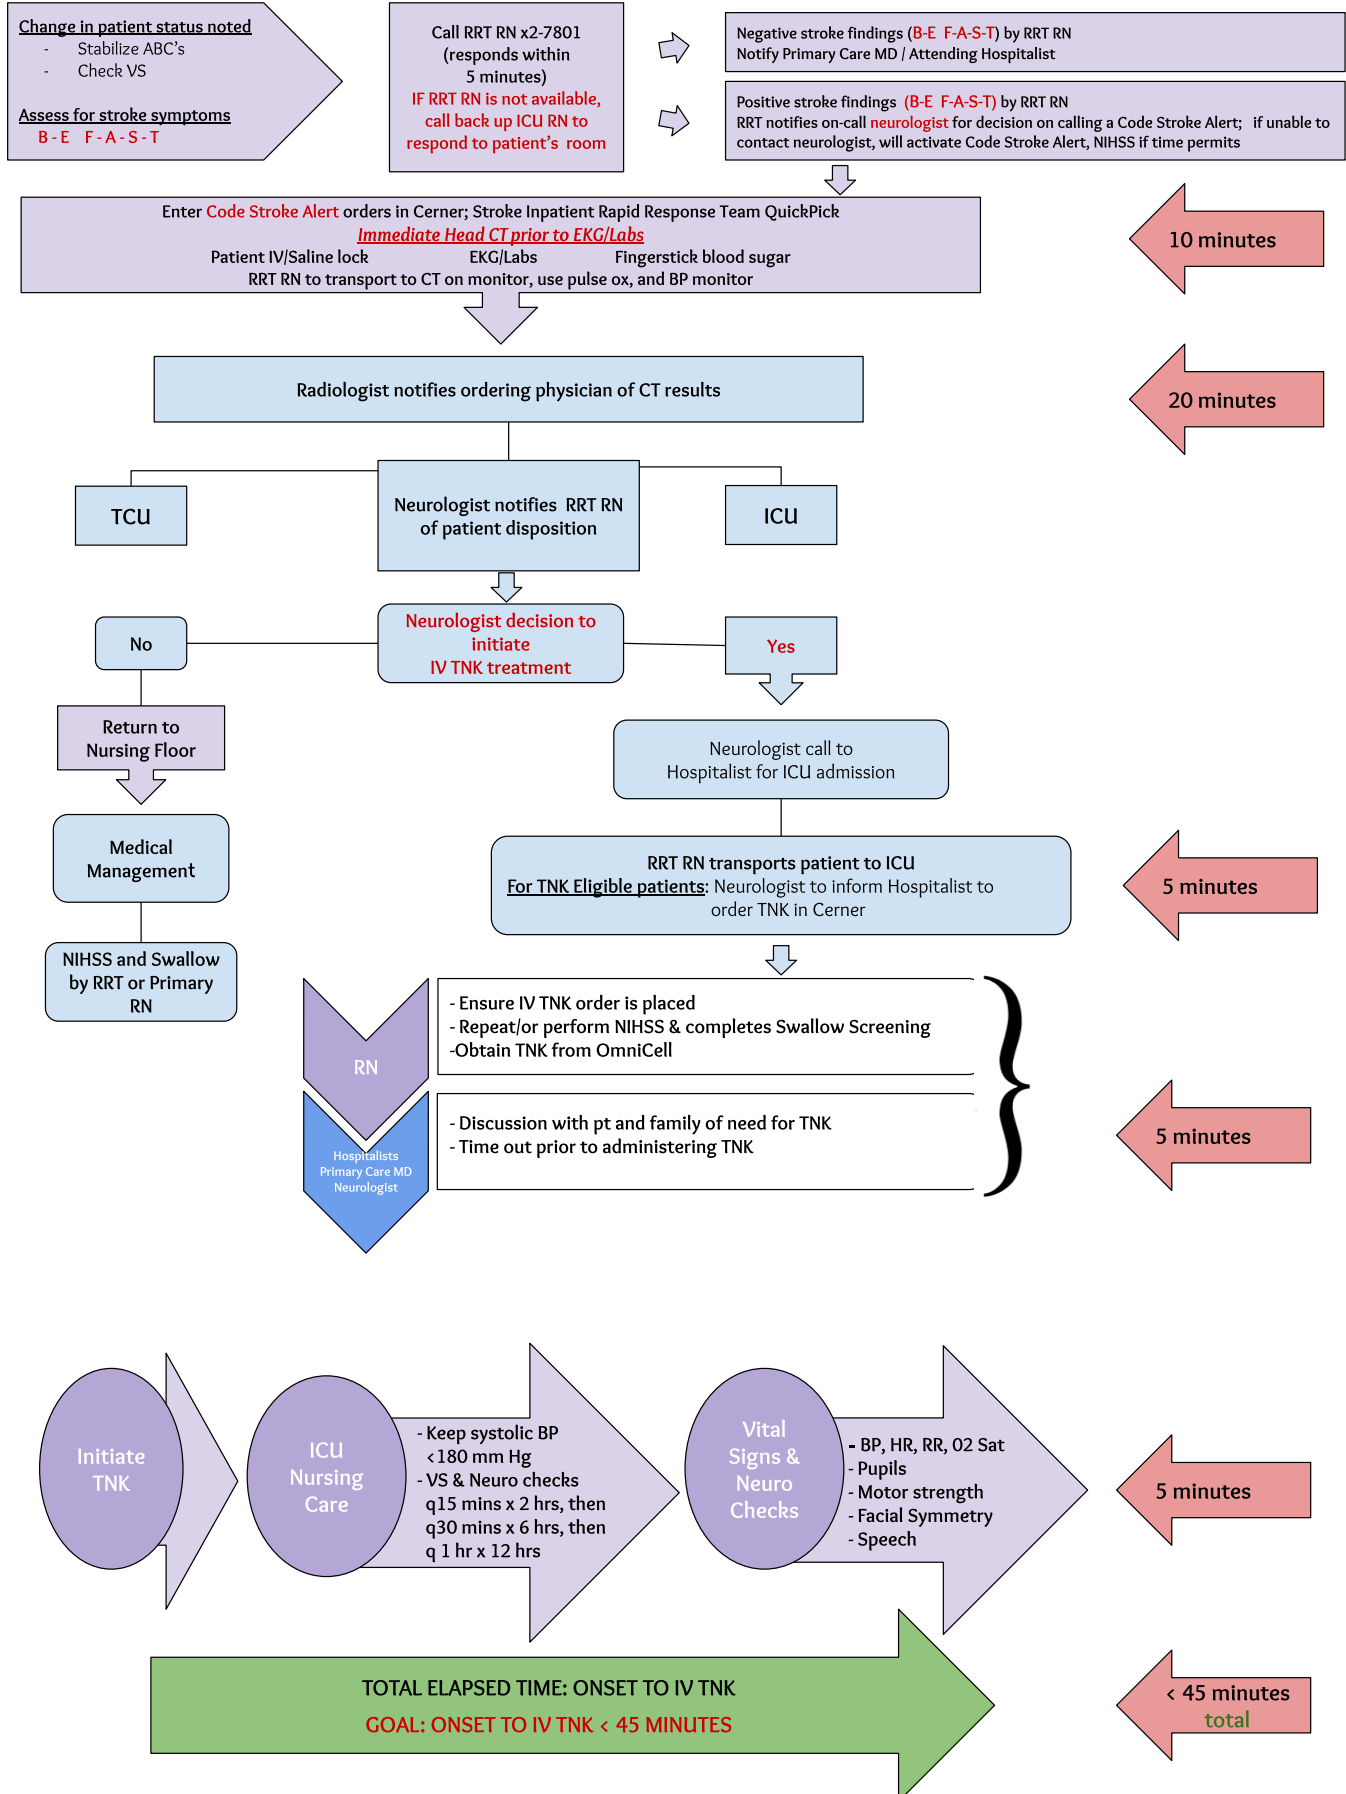 Change in patient status noted
- Stabilize ABC's
- Check VS
Assess for stroke symptoms
B - E F - A - S - T
Call RRT RN x2-7801
(responds within
5 minutes)
IF RRT RN is not available,
call back up ICU RN to
respond to patient's room
Negative stroke findings (B-E F-A-S-T) by RRT RN
Notify Primary Care MD / Attending Hospitalist
Positive stroke findings (B-E F-A-S-T) by RRT RN
RRT notifies on-call neurologist for decision on calling a Code Stroke Alert; if unable to
contact neurologist, will activate Code Stroke Alert, NIHSS if time permits
Enter Code Stroke Alert orders in Cerner; Stroke Inpatient Rapid Response Team QuickPick
Immediate Head CT prior to EKG/Labs
Patient IV/Saline lock EKG/Labs Fingerstick blood sugar
RRT RN to transport to CT on monitor, use pulse ox, and BP monitor
10 minutes
Radiologist notifies ordering physician of CT results
20 minutes
TCU
Neurologist notifies RRT RN
of patient disposition
ICU
No
Neurologist decision to
initiate
IV TNK treatment
Yes
Return to
Nursing Floor
Neurologist call to
Hospitalist for ICU admission
Medical
Management
RRT RN transports patient to ICU
For TNK Eligible patients: Neurologist to inform Hospitalist to
order TNK in Cerner
5 minutes
NIHSS and Swallow
by RRT or Primary
RN
RN
- Ensure IV TNK order is placed
- Repeat/or perform NIHSS & completes Swallow Screening
-Obtain TNK from OmniCell
Hospitalists
Primary Care MD
Neurologist
- Discussion with pt and family of need for TNK
- Time out prior to administering TNK
5 minutes
Initiate
TNK
ICU
Nursing
Care
- Keep systolic BP
<180 mm Hg
- VS & Neuro checks
q15 mins x 2 hrs, then
q30 mins x 6 hrs, then
q 1 hr x 12 hrs
Vital
Signs &
Neuro
Checks
- BP, HR, RR, 02 Sat
- Pupils
- Motor strength
- Facial Symmetry
- Speech
5 minutes
TOTAL ELAPSED TIME: ONSET TO IV TNK
GOAL: ONSET TO IV TNK < 45 MINUTES
< 45 minutes
total